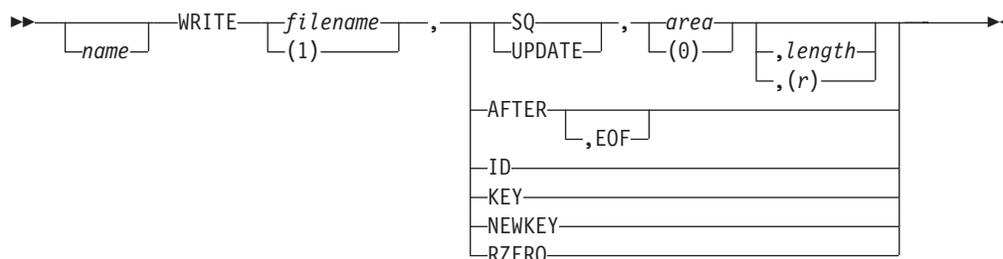 WRITE filename , SQ , area
name (1) UPDATE (0) ,length
,(r)
AFTER
,EOF
ID
KEY
NEWKEY
RZERO